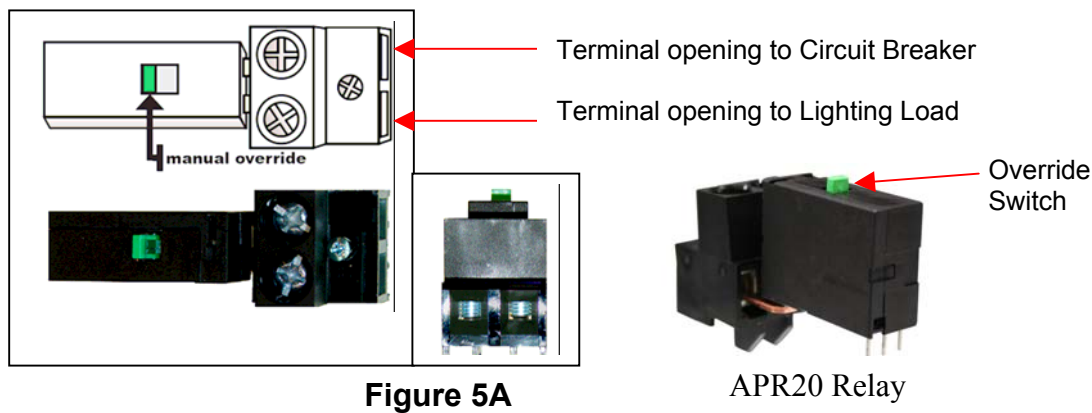 Terminal opening to Circuit Breaker
Terminal opening to Lighting Load
manual override
Override
Switch
Figure 5A
APR20 Relay